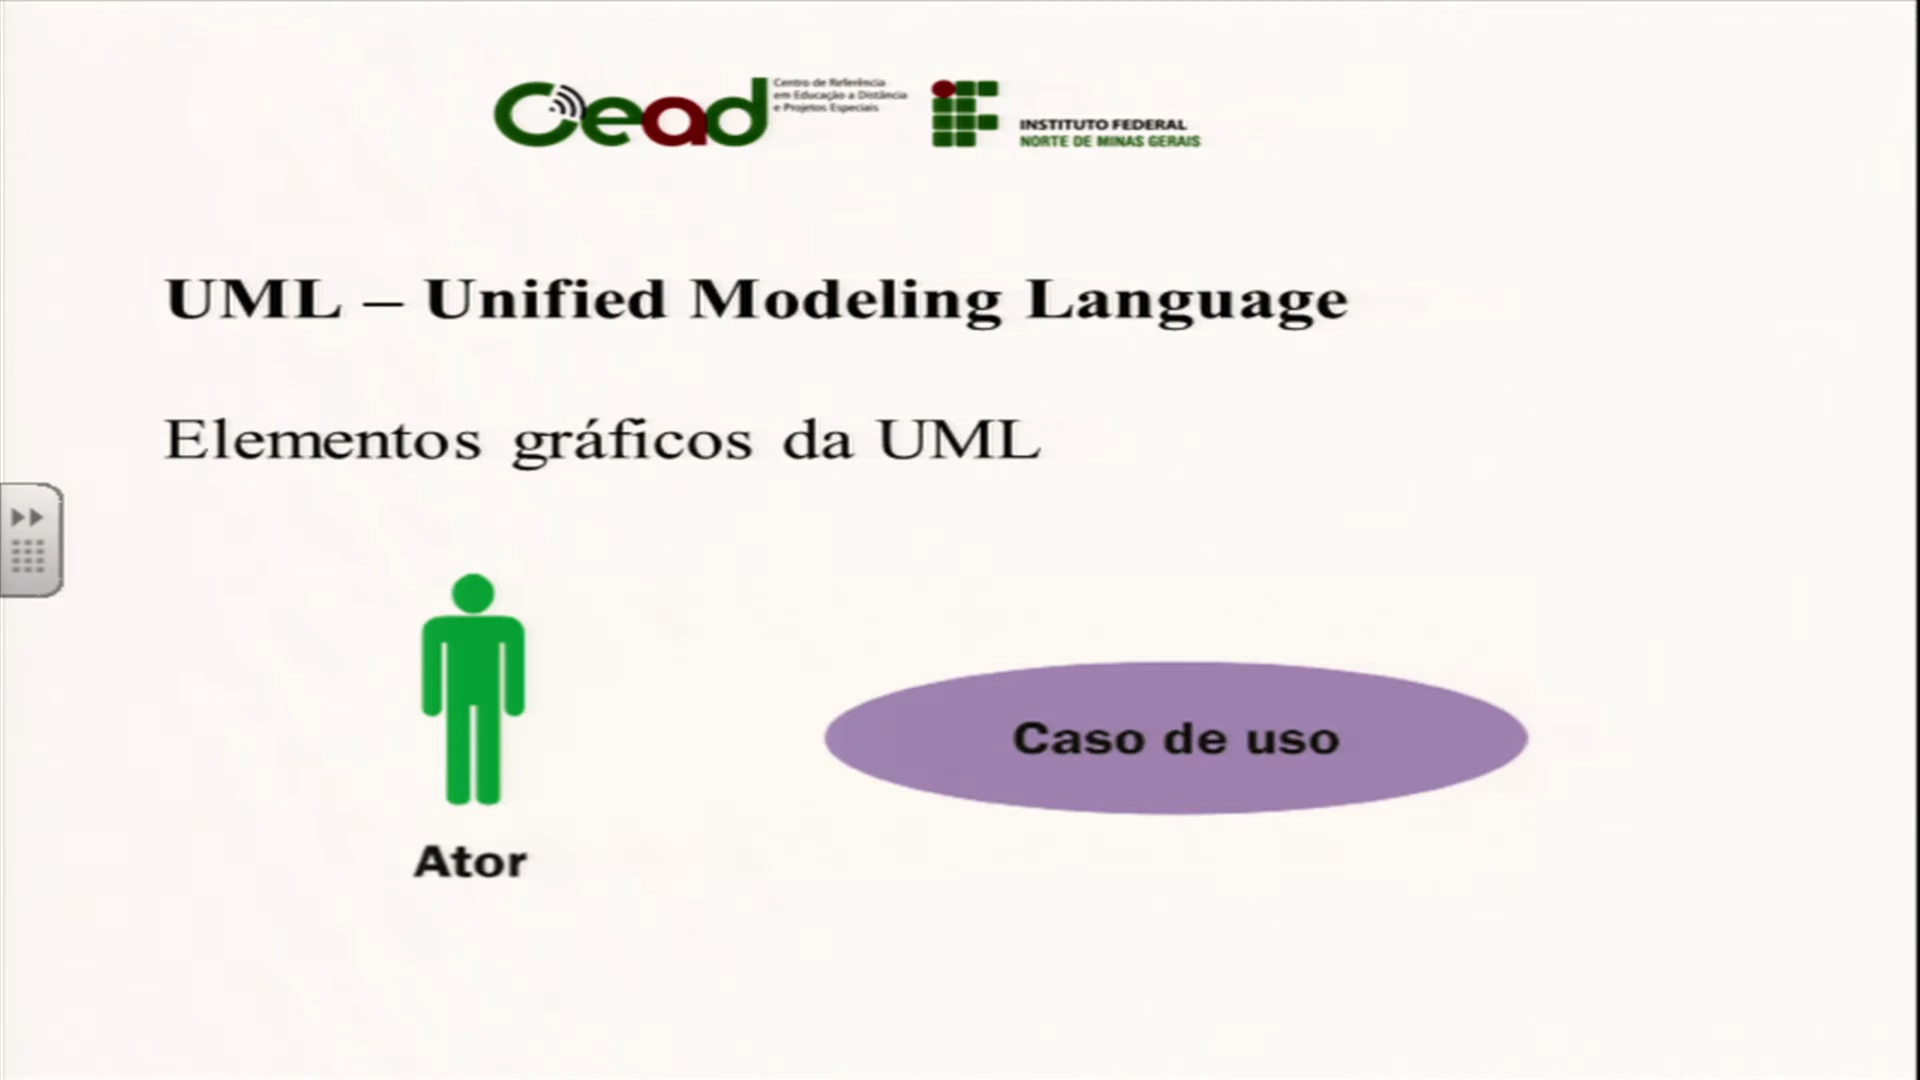 Cead
Centro de Referência
em Educação a Distância
e Projetos Especiais
INSTITUTO FEDERAL
NORTE DE MINAS GERAIS
UML – Unified Modeling Language
Elementos gráficos da UML
Caso de uso
Ator